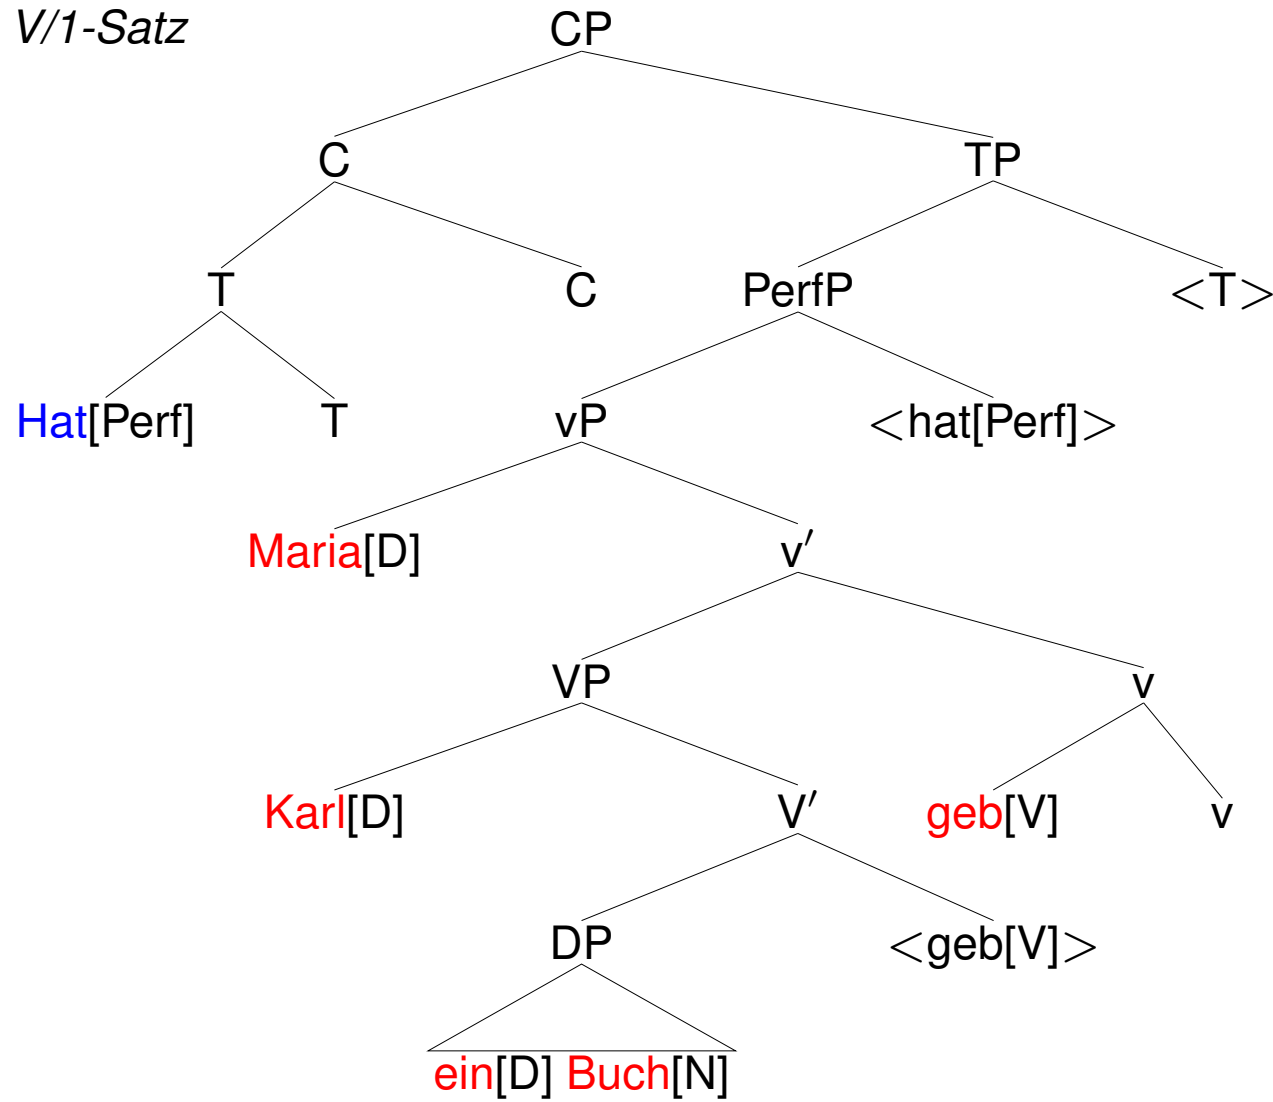 V/1-Satz CP
C TP
T C PerfP <T>
Hat[Perf] T vP <hat[Perf]>
Maria[D] v′
VP v
Karl[D] V′ geb[V] v
DP <geb[V]>
ein[D] Buch[N]